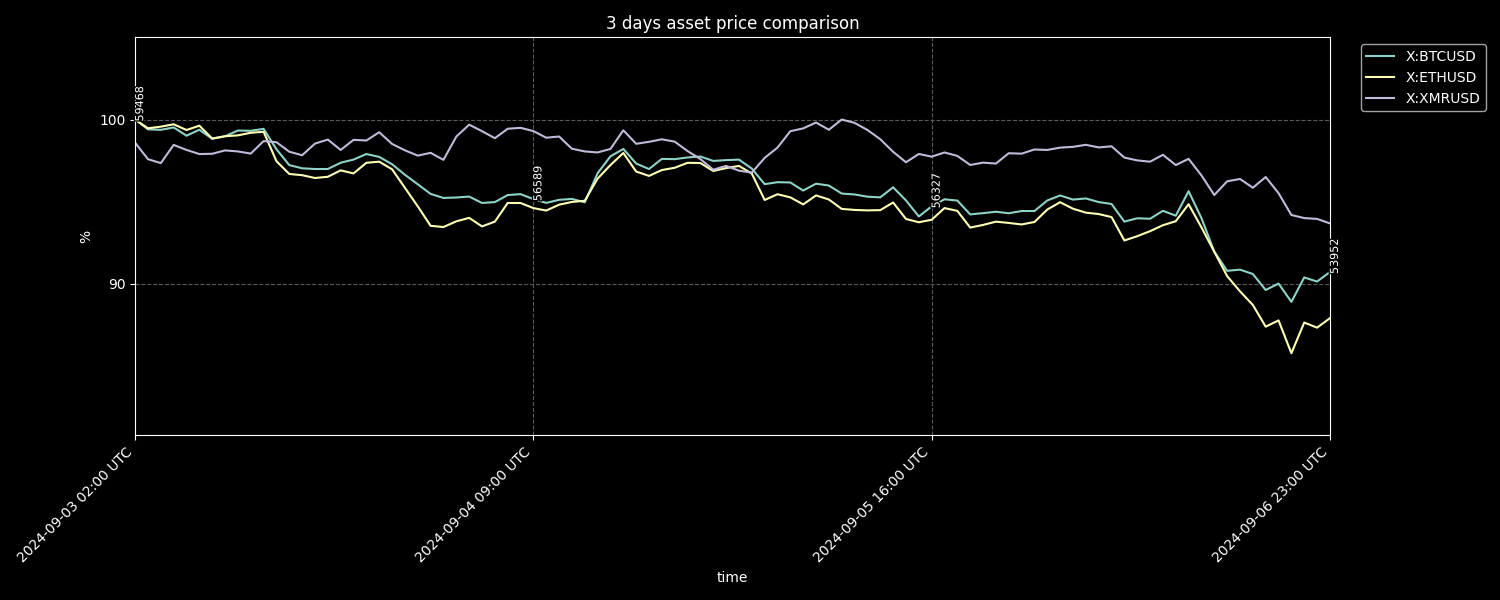 3 days asset price comparison
X:BTCUSD
X:ETHUSD
X:XMRUSD
100
90
%
59468
56589
56327
53952
2024-09-03 02:00 UTC
2024-09-04 09:00 UTC
2024-09-05 16:00 UTC
2024-09-06 23:00 UTC
time